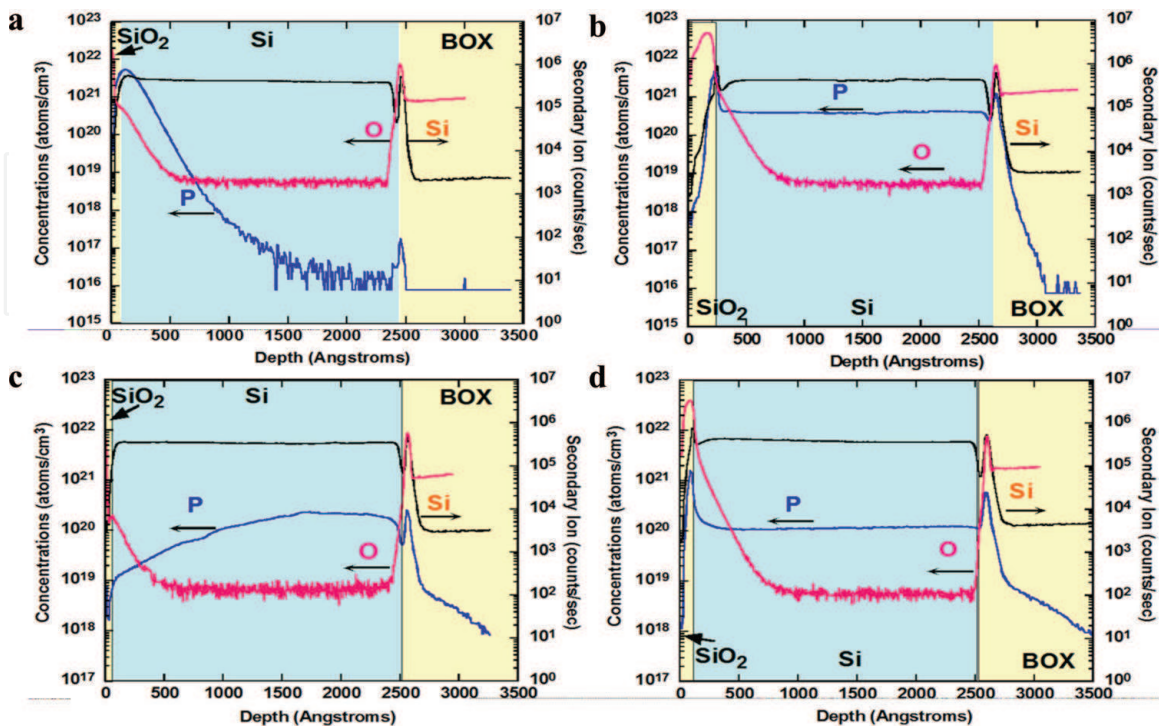 a
SiO₂ Si BOX
Concentrations (atoms/cm³)
10²³
10²²
10²¹
10²⁰
10¹⁹
10¹⁸
10¹⁷
10¹⁶
10¹⁵
O Si
P
10⁷
10⁶
10⁵
10⁴
10³
10²
10¹
10⁰
Secondary Ion (counts/sec)
0 500 1000 1500 2000 2500 3000 3500
Depth (Angstroms)
b
Concentrations (atoms/cm³)
10²³
10²²
10²¹
10²⁰
10¹⁹
10¹⁸
10¹⁷
10¹⁶
10¹⁵
P
Si
O
SiO₂ Si BOX
10⁷
10⁶
10⁵
10⁴
10³
10²
10¹
10⁰
Secondary Ion (counts/sec)
0 500 1000 1500 2000 2500 3000 3500
Depth (Angstroms)
c
SiO₂ Si BOX
Concentrations (atoms/cm³)
10²³
10²²
10²¹
10²⁰
10¹⁹
10¹⁸
10¹⁷
P Si
O
10⁷
10⁶
10⁵
10⁴
10³
10²
10¹
10⁰
Secondary Ion (counts/sec)
0 500 1000 1500 2000 2500 3000 3500
Depth (Angstroms)
d
Concentrations (atoms/cm³)
10²³
10²²
10²¹
10²⁰
10¹⁹
10¹⁸
10¹⁷
P Si
O
SiO₂ Si BOX
10⁷
10⁶
10⁵
10⁴
10³
10²
10¹
10⁰
Secondary Ion (counts/sec)
0 500 1000 1500 2000 2500 3000 3500
Depth (Angstroms)